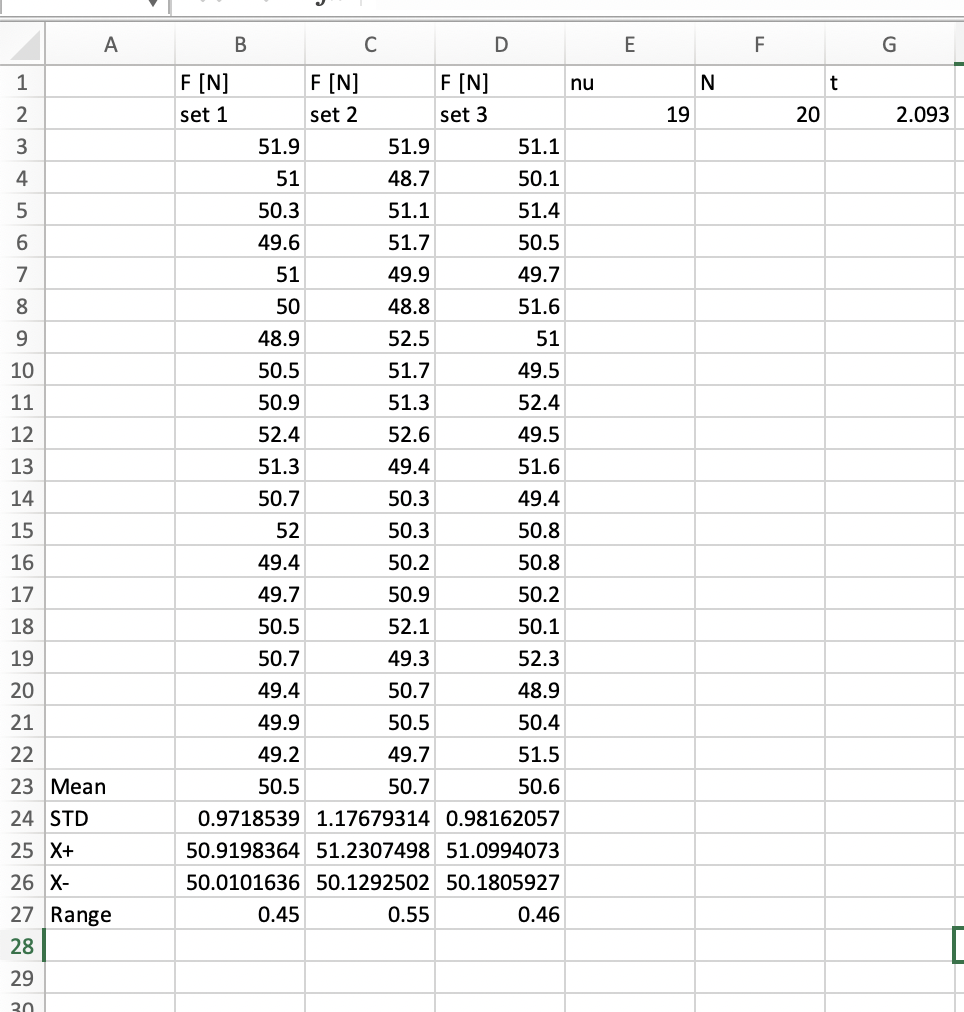 A B C D E F G
1 F [N] F [N] F [N] nu N t
2 set 1 set 2 set 3 19 20 2.093
3 51.9 51.9 51.1
4 51 48.7 50.1
5 50.3 51.1 51.4
6 49.6 51.7 50.5
7 51 49.9 49.7
8 50 48.8 51.6
9 48.9 52.5 51
10 50.5 51.7 49.5
11 50.9 51.3 52.4
12 52.4 52.6 49.5
13 51.3 49.4 51.6
14 50.7 50.3 49.4
15 52 50.3 50.8
16 49.4 50.2 50.8
17 49.7 50.9 50.2
18 50.5 52.1 50.1
19 50.7 49.3 52.3
20 49.4 50.7 48.9
21 49.9 50.5 50.4
22 49.2 49.7 51.5
23 Mean 50.5 50.7 50.6
24 STD 0.9718539 1.17679314 0.98162057
25 X+ 50.9198364 51.2307498 51.0994073
26 X- 50.0101636 50.1292502 50.1805927
27 Range 0.45 0.55 0.46
28
29
30